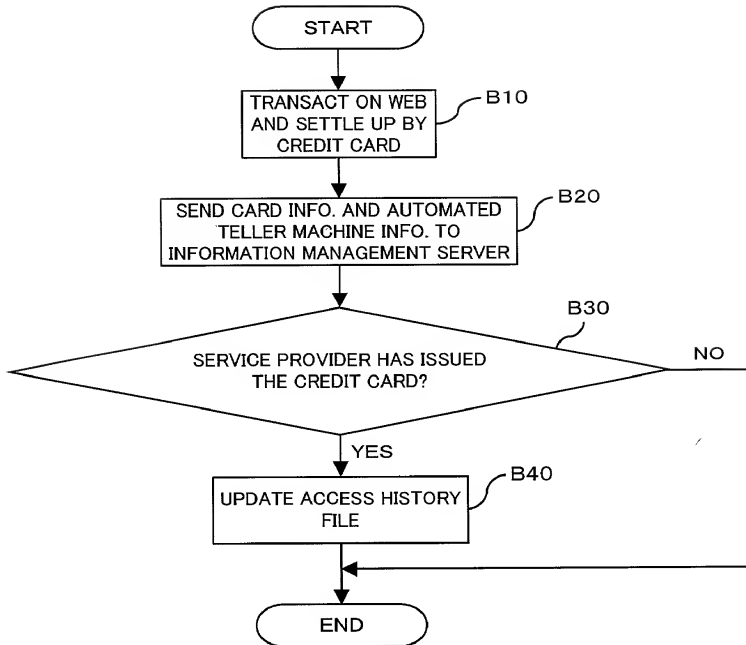 START
TRANSACT ON WEB
AND SETTLE UP BY
CREDIT CARD
B10
SEND CARD INFO. AND AUTOMATED
TELLER MACHINE INFO. TO
INFORMATION MANAGEMENT SERVER
B20
B30
SERVICE PROVIDER HAS ISSUED
THE CREDIT CARD?
NO
YES
UPDATE ACCESS HISTORY
FILE
B40
END